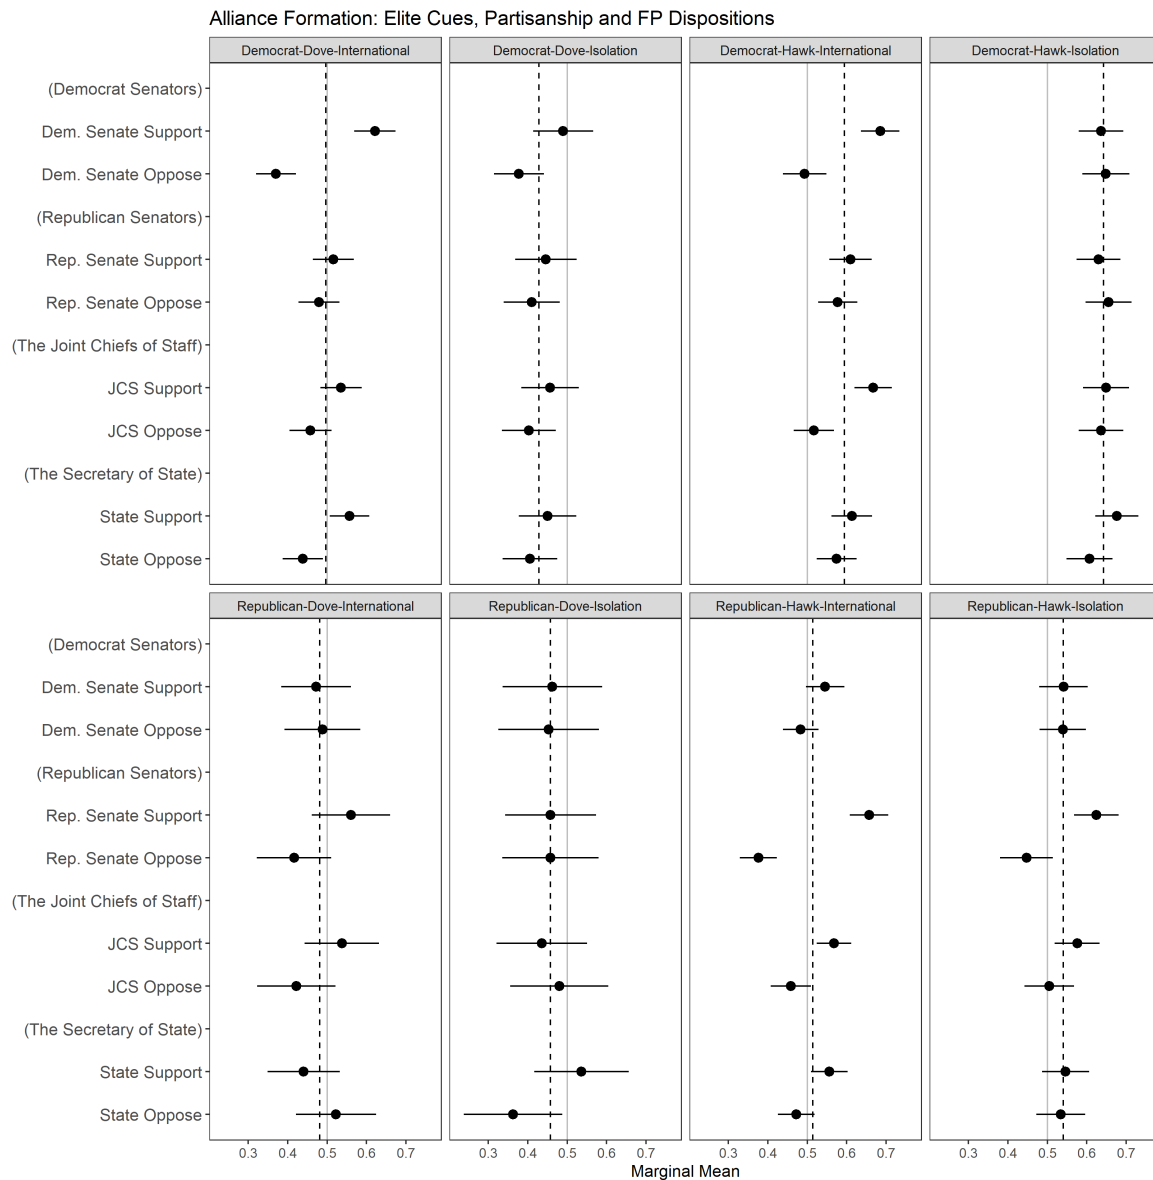 Alliance Formation: Elite Cues, Partisanship and FP Dispositions
Democrat-Dove-International
Democrat-Dove-Isolation
Democrat-Hawk-International
Democrat-Hawk-Isolation
(Democrat Senators)
Dem. Senate Support
Dem. Senate Oppose
(Republican Senators)
Rep. Senate Support
Rep. Senate Oppose
(The Joint Chiefs of Staff)
JCS Support
JCS Oppose
(The Secretary of State)
State Support
State Oppose
Republican-Dove-International
Republican-Dove-Isolation
Republican-Hawk-International
Republican-Hawk-Isolation
(Democrat Senators)
Dem. Senate Support
Dem. Senate Oppose
(Republican Senators)
Rep. Senate Support
Rep. Senate Oppose
(The Joint Chiefs of Staff)
JCS Support
JCS Oppose
(The Secretary of State)
State Support
State Oppose
0.3 0.4 0.5 0.6 0.7
0.3 0.4 0.5 0.6 0.7
0.3 0.4 0.5 0.6 0.7
0.3 0.4 0.5 0.6 0.7
Marginal Mean